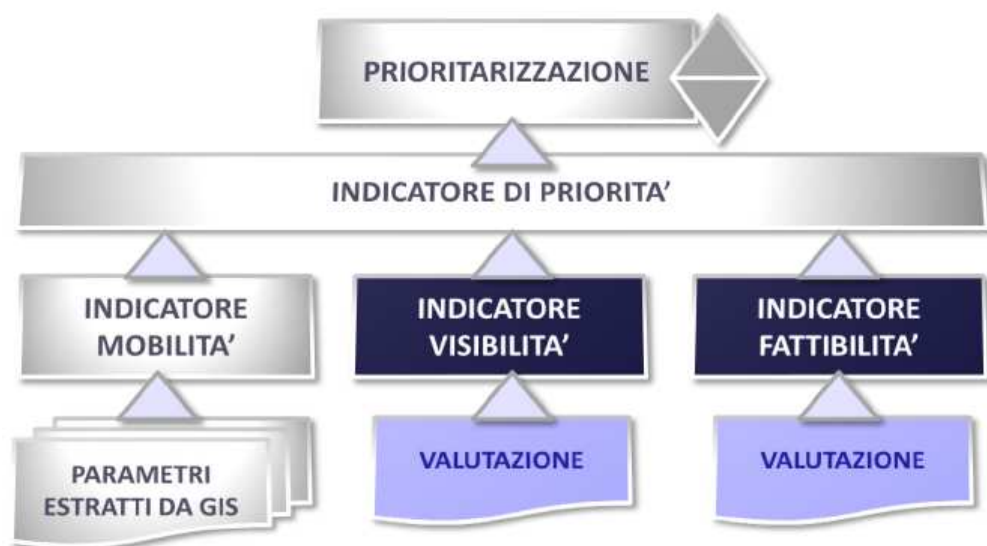 PRIORITARIZZAZIONE
INDICATORE DI PRIORITA'
INDICATORE
MOBILITA'
INDICATORE
VISIBILITA'
INDICATORE
FATTIBILITA'
PARAMETRI
ESTRATTI DA GIS
VALUTAZIONE
VALUTAZIONE